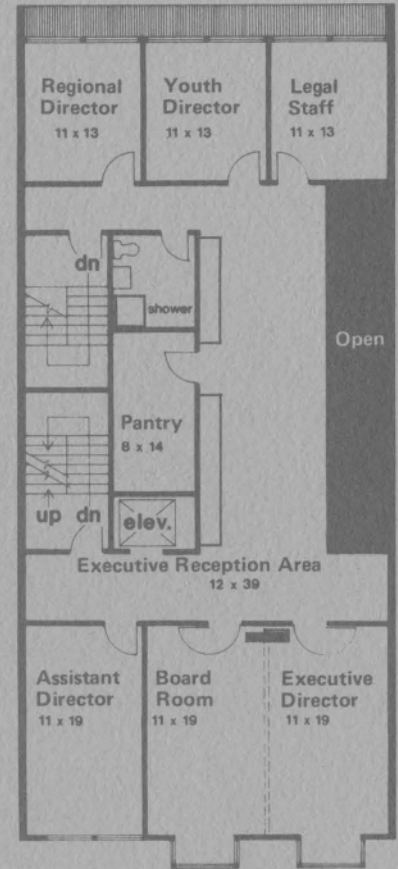 Regional
Director
11 x 13
Youth
Director
11 x 13
Legal
Staff
11 x 13
dn
shower
Open
Pantry
8 x 14
up dn
elev.
Executive Reception Area
12 x 39
Assistant
Director
11 x 19
Board
Room
11 x 19
Executive
Director
11 x 19